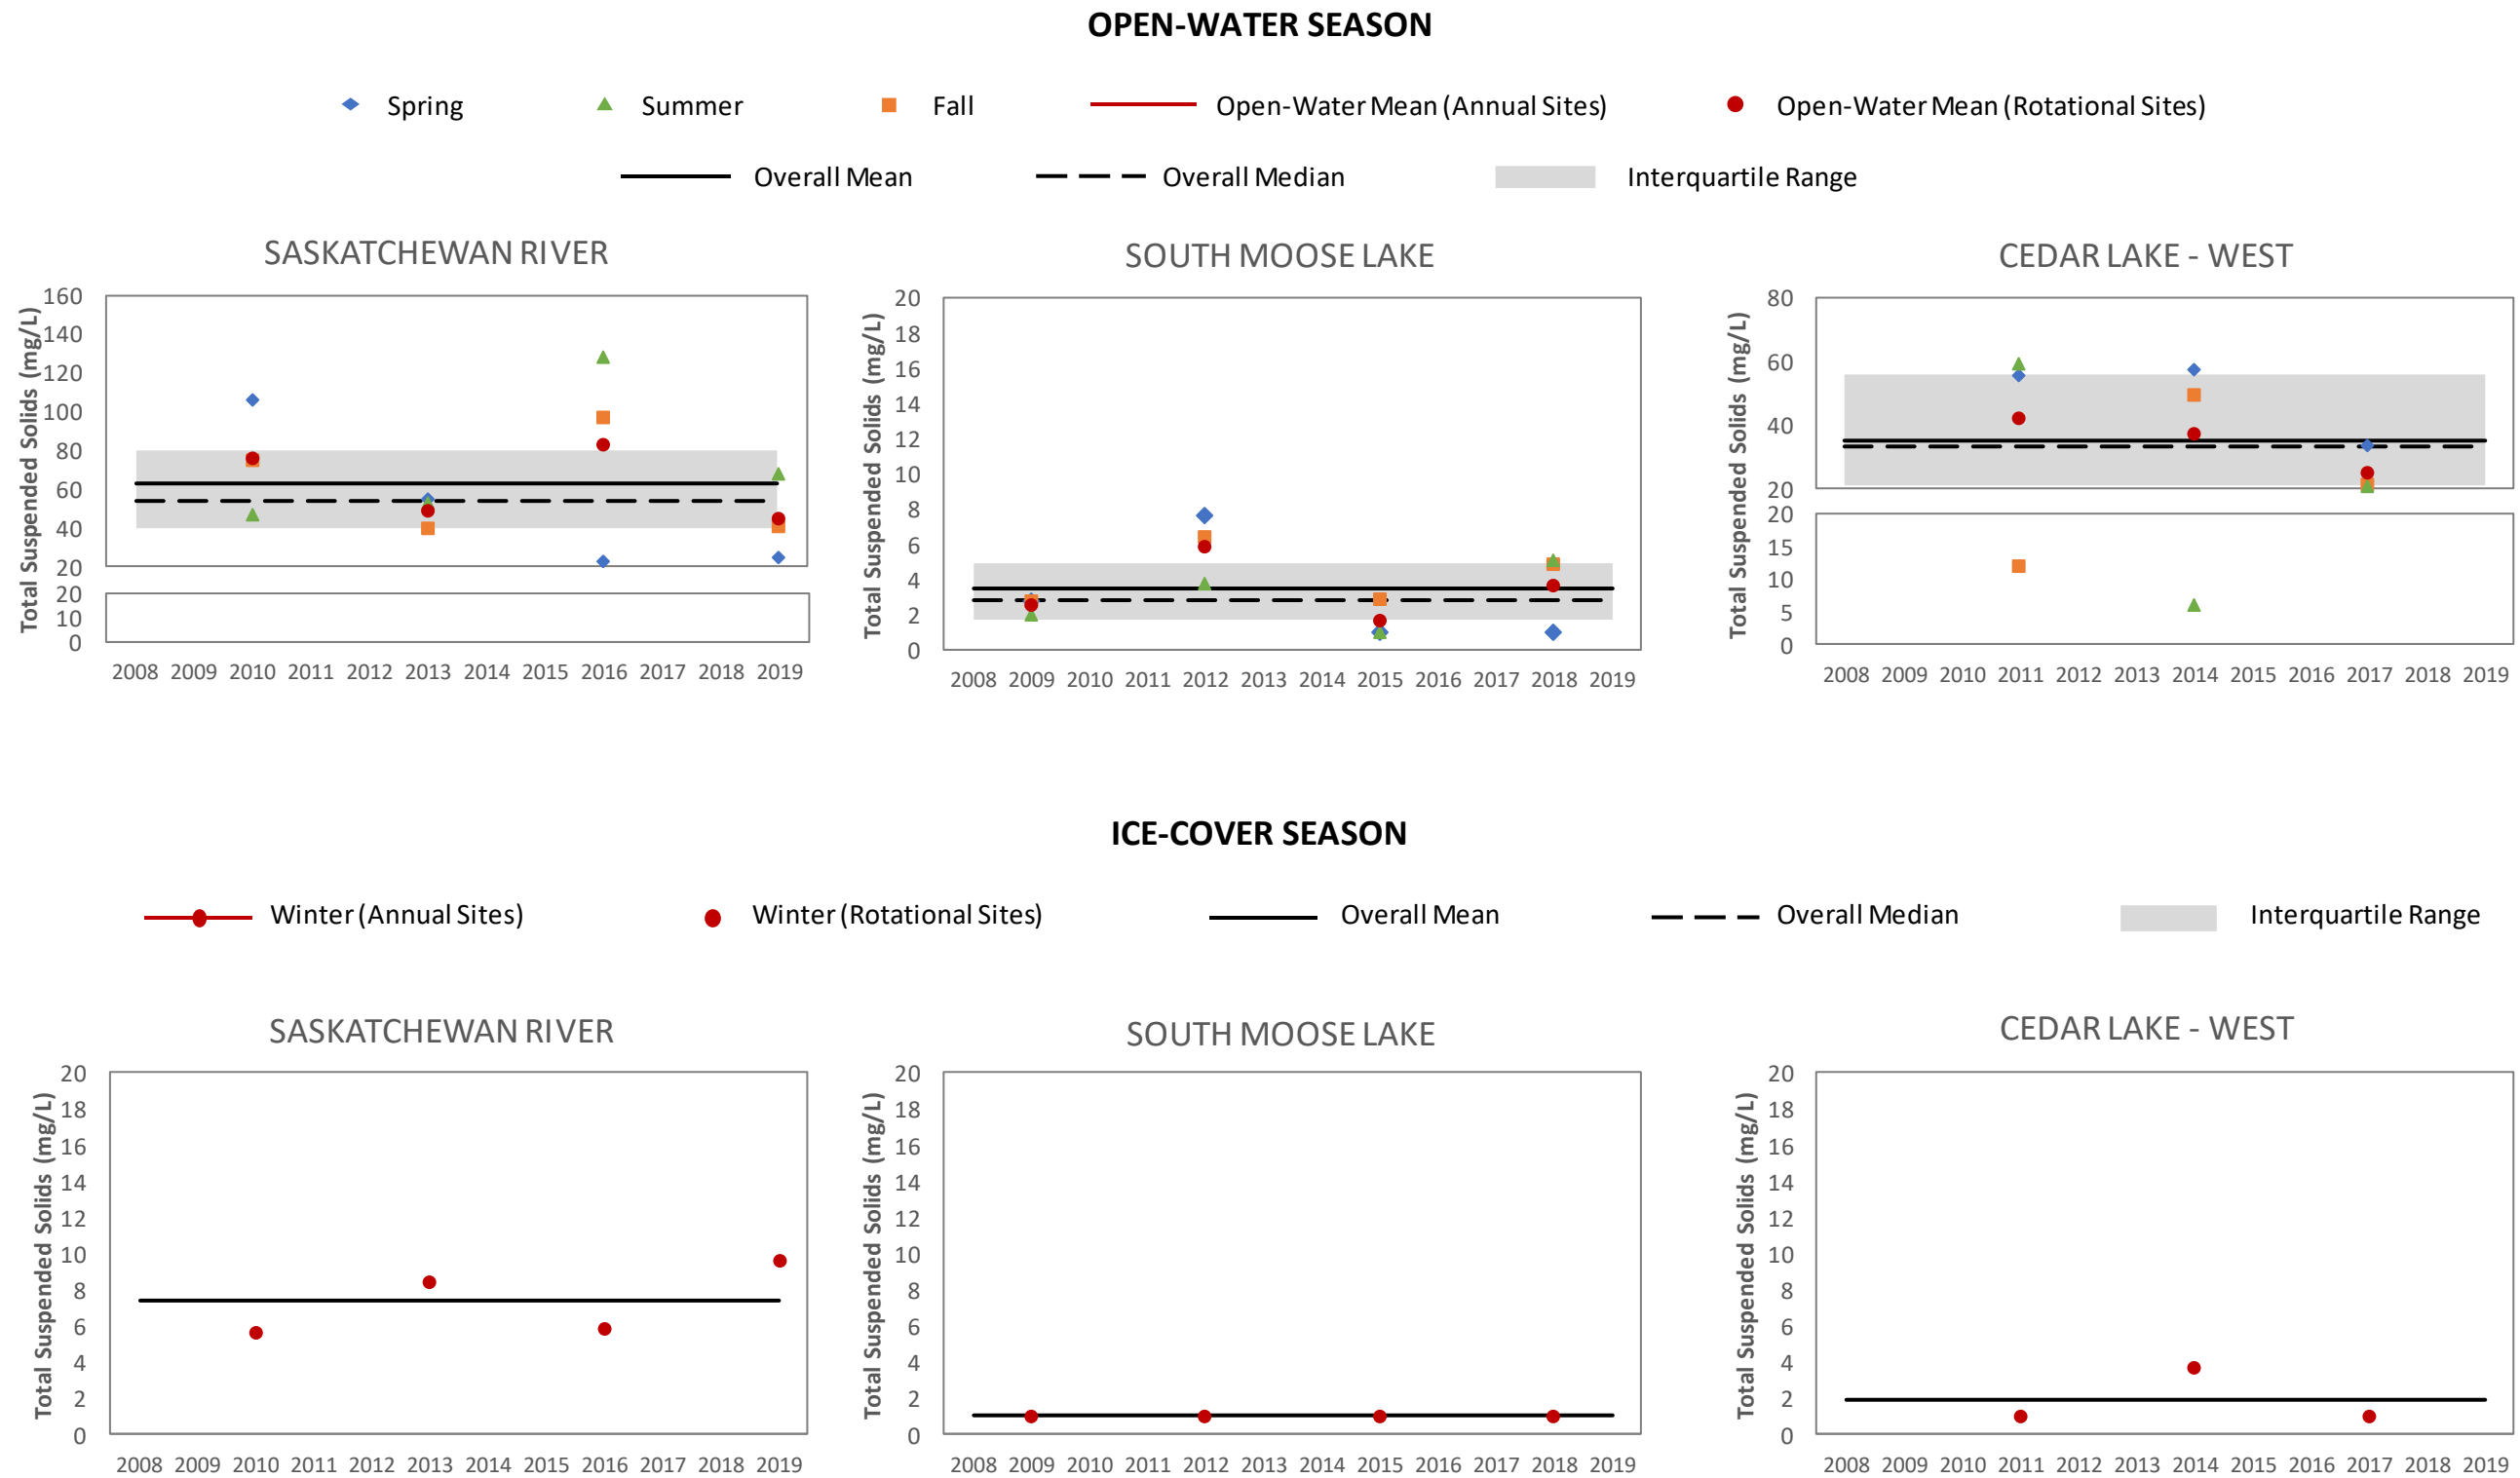 OPEN-WATER SEASON
Spring Summer Fall Open-Water Mean (Annual Sites) Open-Water Mean (Rotational Sites)
Overall Mean Overall Median Interquartile Range
SASKATCHEWAN RIVER
Total Suspended Solids (mg/L)
160
140
120
100
80
60
40
20
20
10
0
2008 2009 2010 2011 2012 2013 2014 2015 2016 2017 2018 2019
SOUTH MOOSE LAKE
Total Suspended Solids (mg/L)
20
18
16
14
12
10
8
6
4
2
0
2008 2009 2010 2011 2012 2013 2014 2015 2016 2017 2018 2019
CEDAR LAKE - WEST
Total Suspended Solids (mg/L)
80
60
40
20
20
15
10
5
0
2008 2009 2010 2011 2012 2013 2014 2015 2016 2017 2018 2019
ICE-COVER SEASON
Winter (Annual Sites) Winter (Rotational Sites) Overall Mean Overall Median Interquartile Range
SASKATCHEWAN RIVER
Total Suspended Solids (mg/L)
20
18
16
14
12
10
8
6
4
2
0
2008 2009 2010 2011 2012 2013 2014 2015 2016 2017 2018 2019
SOUTH MOOSE LAKE
Total Suspended Solids (mg/L)
20
18
16
14
12
10
8
6
4
2
0
2008 2009 2010 2011 2012 2013 2014 2015 2016 2017 2018 2019
CEDAR LAKE - WEST
Total Suspended Solids (mg/L)
20
18
16
14
12
10
8
6
4
2
0
2008 2009 2010 2011 2012 2013 2014 2015 2016 2017 2018 2019